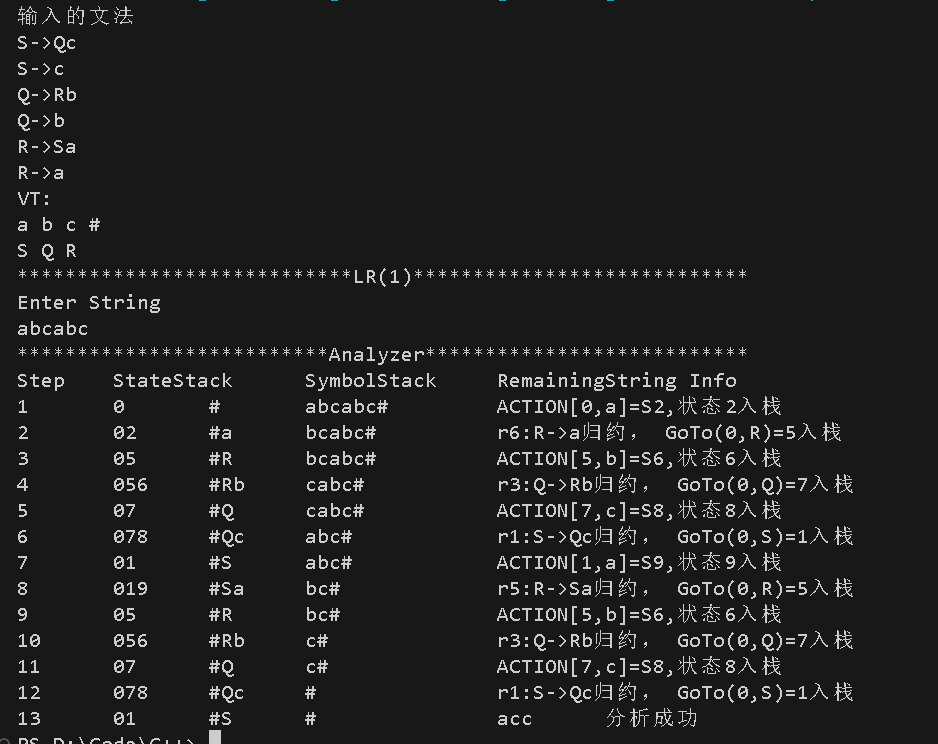 输入的文法
S->Qc
S->c
Q->Rb
Q->b
R->Sa
R->a
VT:
a b c #
S Q R
****************************LR(1)****************************
Enter String
abcabc
**************************Analyzer***************************
Step    StateStack      SymbolStack     RemainingString Info
1       0       #       abcabc#         ACTION[0,a]=S2,状态2入栈
2       02      #a      bcabc#          r6:R->a归约， GoTo(0,R)=5入栈
3       05      #R      bcabc#          ACTION[5,b]=S6,状态6入栈
4       056     #Rb     cabc#           r3:Q->Rb归约， GoTo(0,Q)=7入栈
5       07      #Q      cabc#           ACTION[7,c]=S8,状态8入栈
6       078     #Qc     abc#            r1:S->Qc归约， GoTo(0,S)=1入栈
7       01      #S      abc#            ACTION[1,a]=S9,状态9入栈
8       019     #Sa     bc#             r5:R->Sa归约， GoTo(0,R)=5入栈
9       05      #R      bc#             ACTION[5,b]=S6,状态6入栈
10      056     #Rb     c#              r3:Q->Rb归约， GoTo(0,Q)=7入栈
11      07      #Q      c#              ACTION[7,c]=S8,状态8入栈
12      078     #Qc     #               r1:S->Qc归约， GoTo(0,S)=1入栈
13      01      #S      #               acc      分析成功
PS D:\Code\C++>